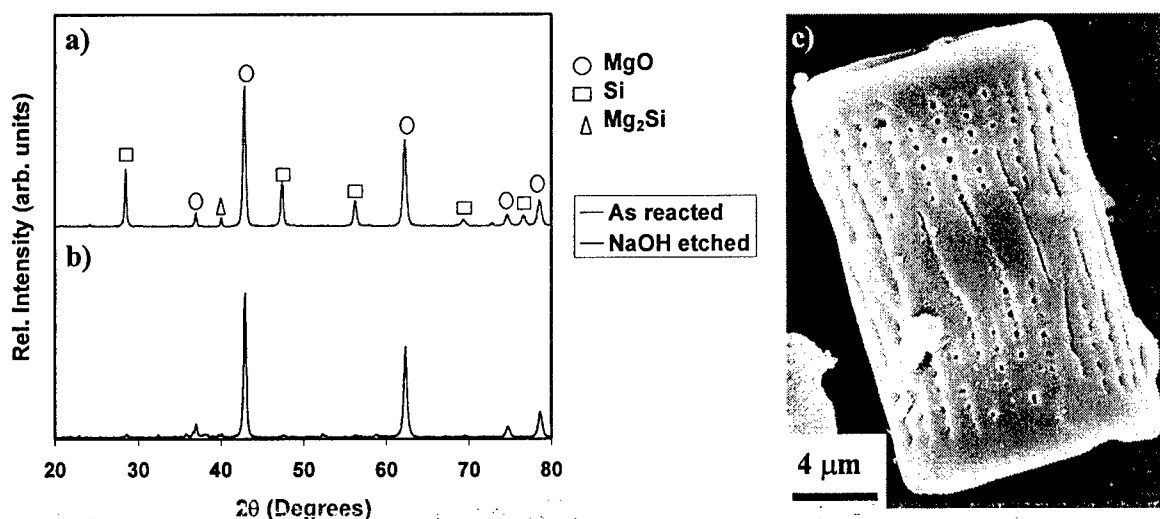 a)
MgO
Si
Mg₂Si
As reacted
NaOH etched
b)
Rel. Intensity (arb. units)
20 30 40 50 60 70 80
2θ (Degrees)
c)
4 μm